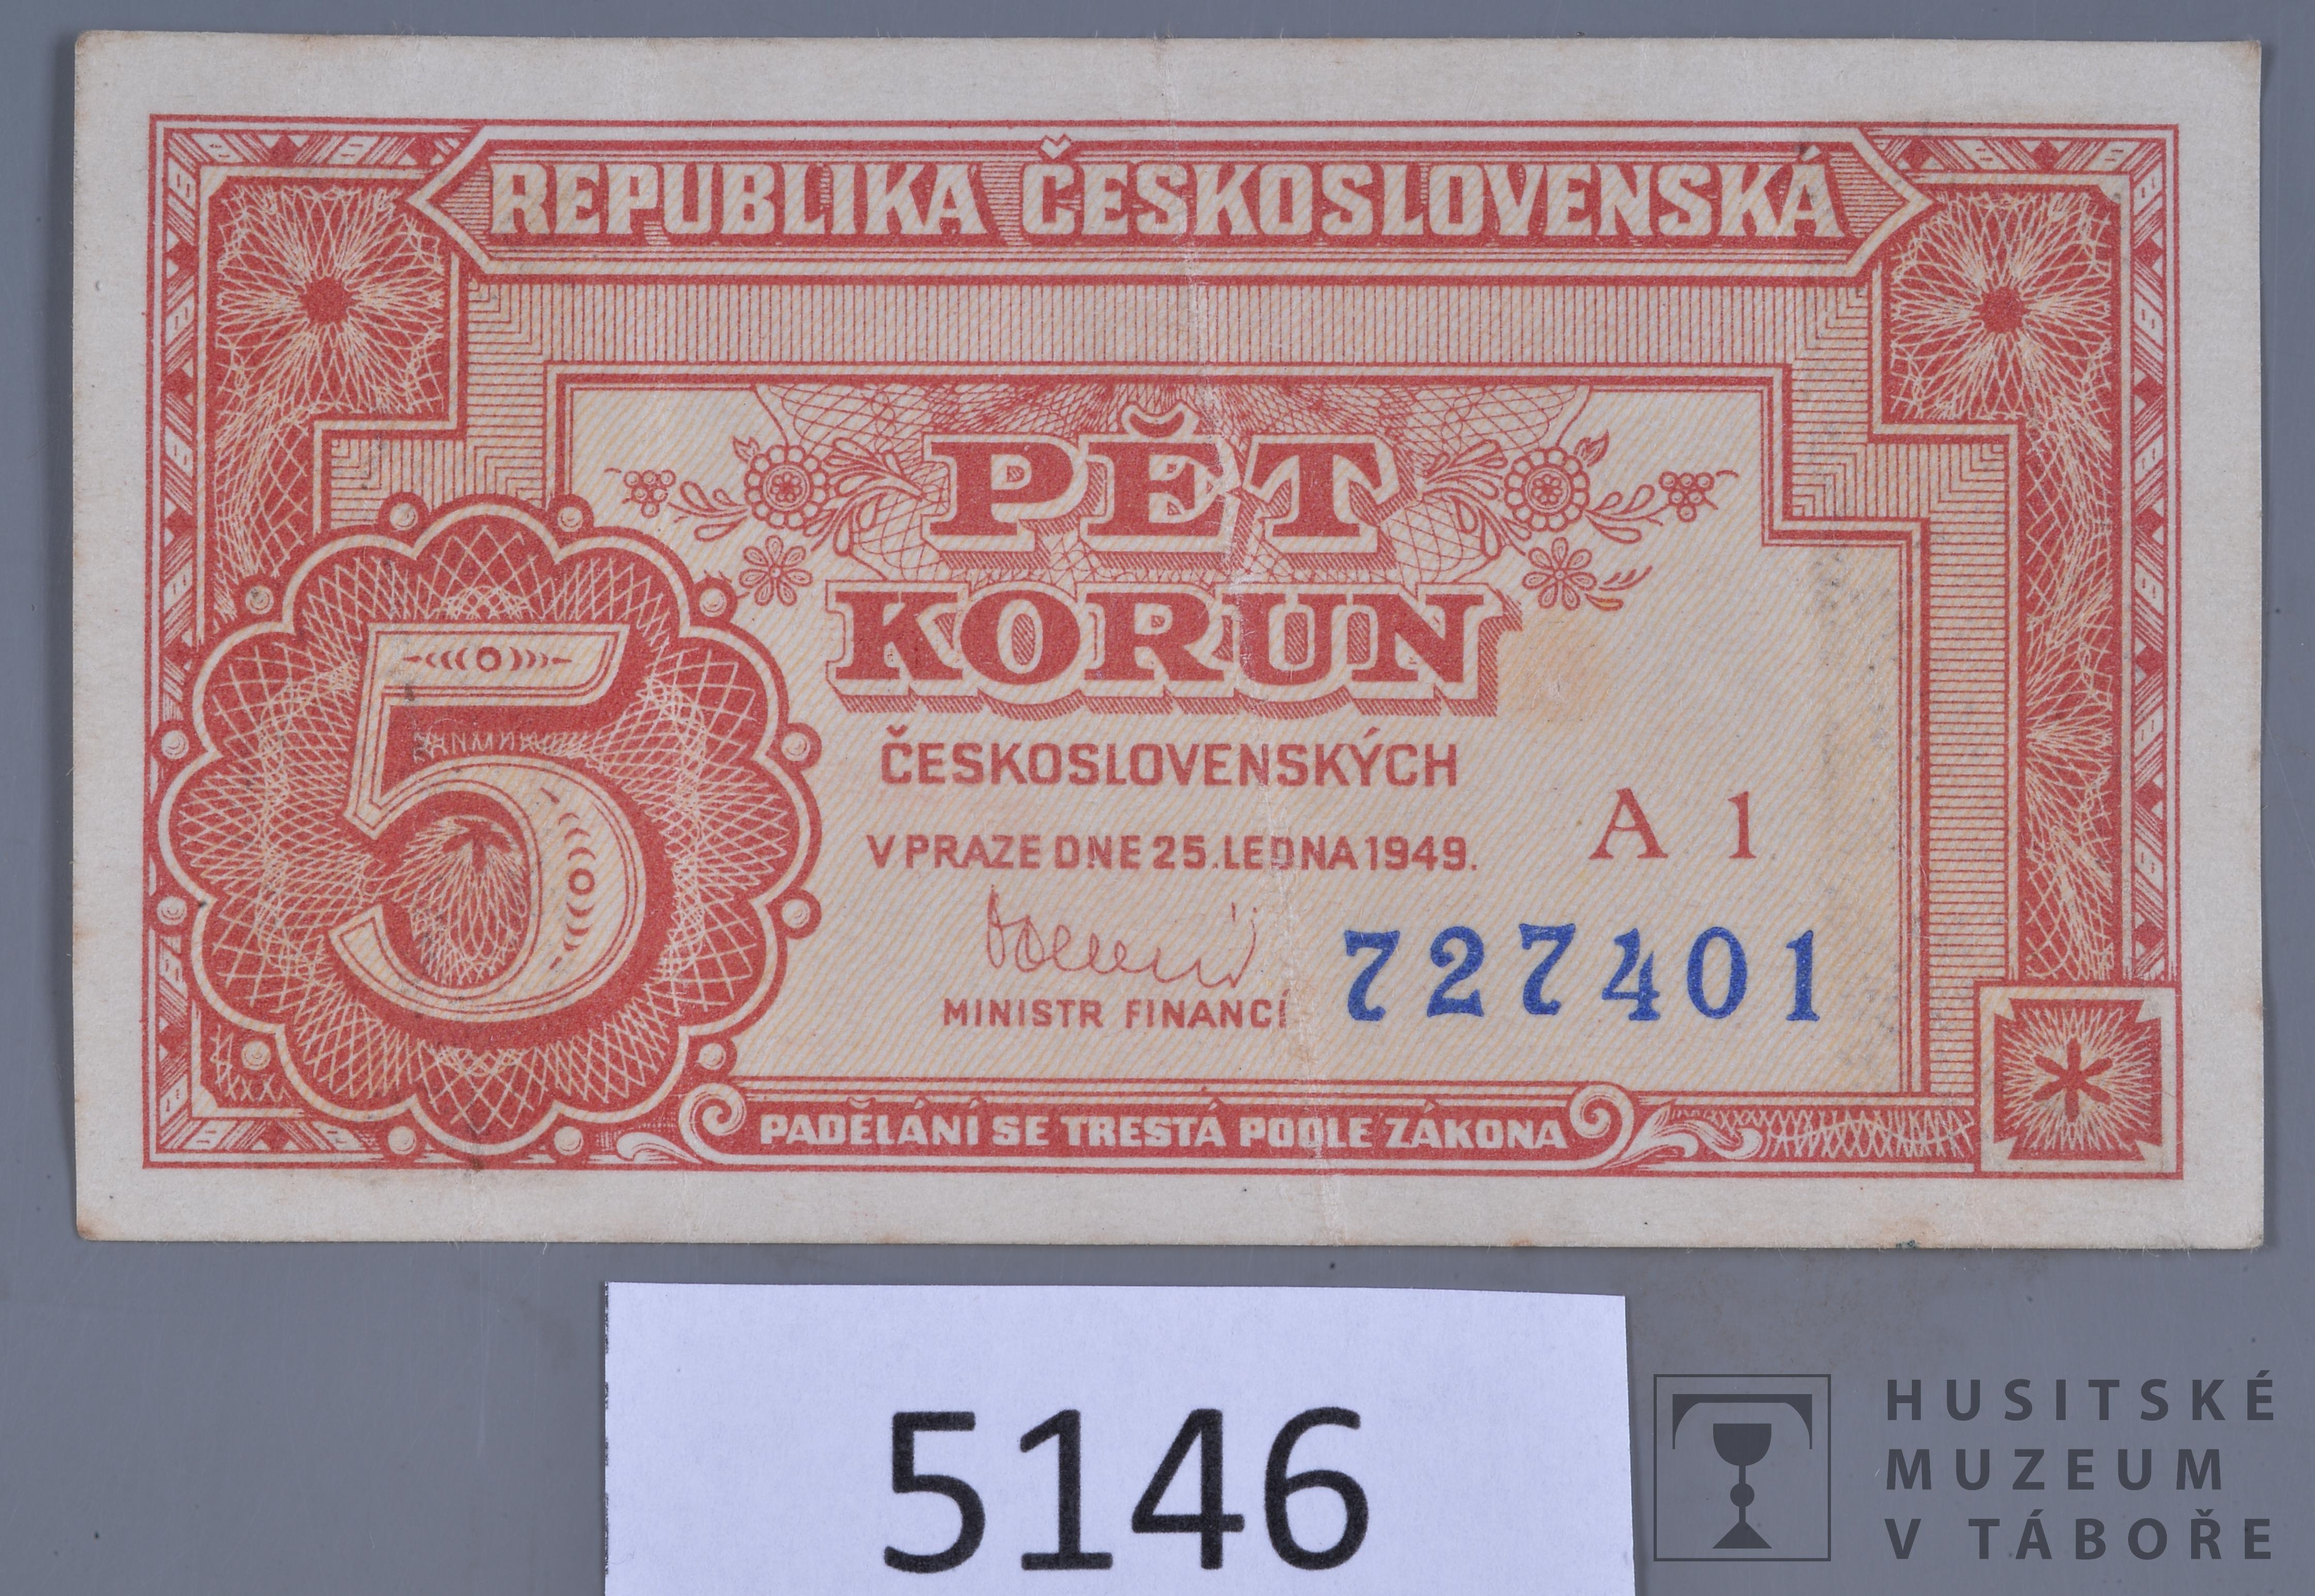 REPUBLIKA ČESKOSLOVENSKÁ
PĚT
KORUN
ČESKOSLOVENSKÝCH
V PRAZE DNE 25. LEDNA 1949.
A 1
727401
MINISTR FINANCÍ
5
PADĚLÁNÍ SE TRESTÁ PODLE ZÁKONA
5146
HUSITSKÉ
MUZEUM
V TÁBOŘE